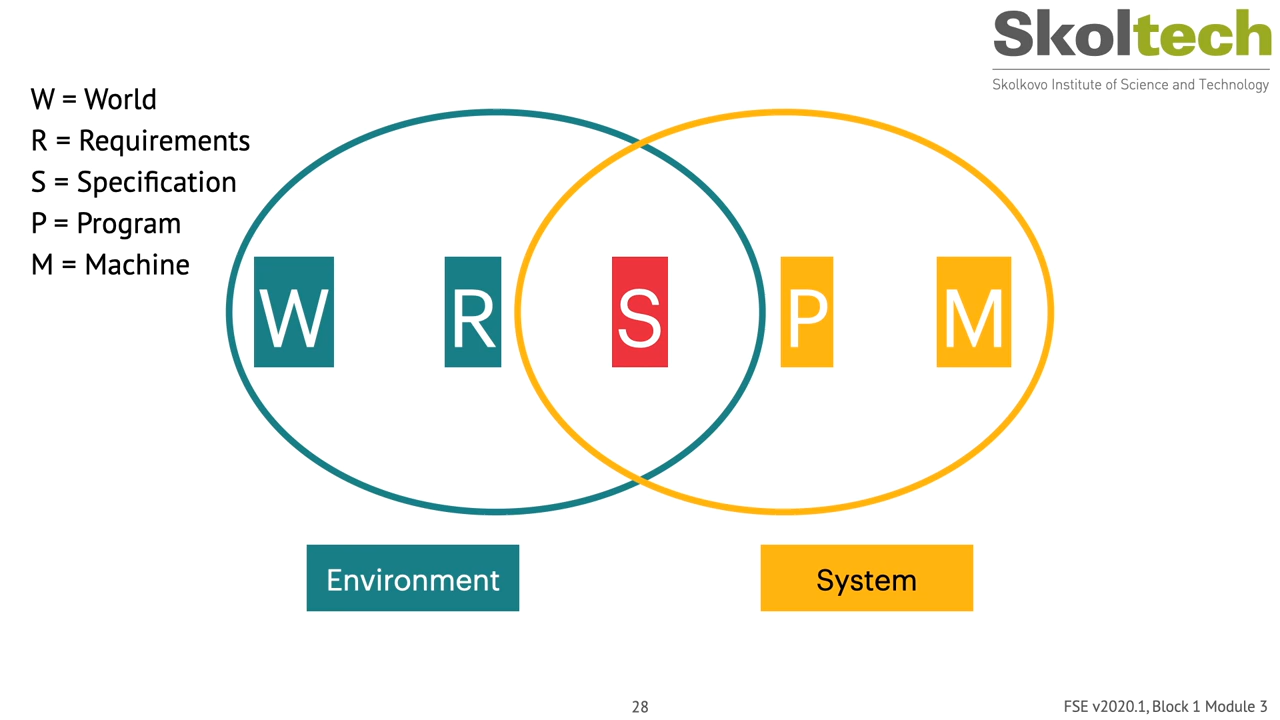 Skoltech
Skolkovo Institute of Science and Technology
W = World
R = Requirements
S = Specification
P = Program
M = Machine
W R S P M
Environment System
28
FSE v2020.1, Block 1 Module 3